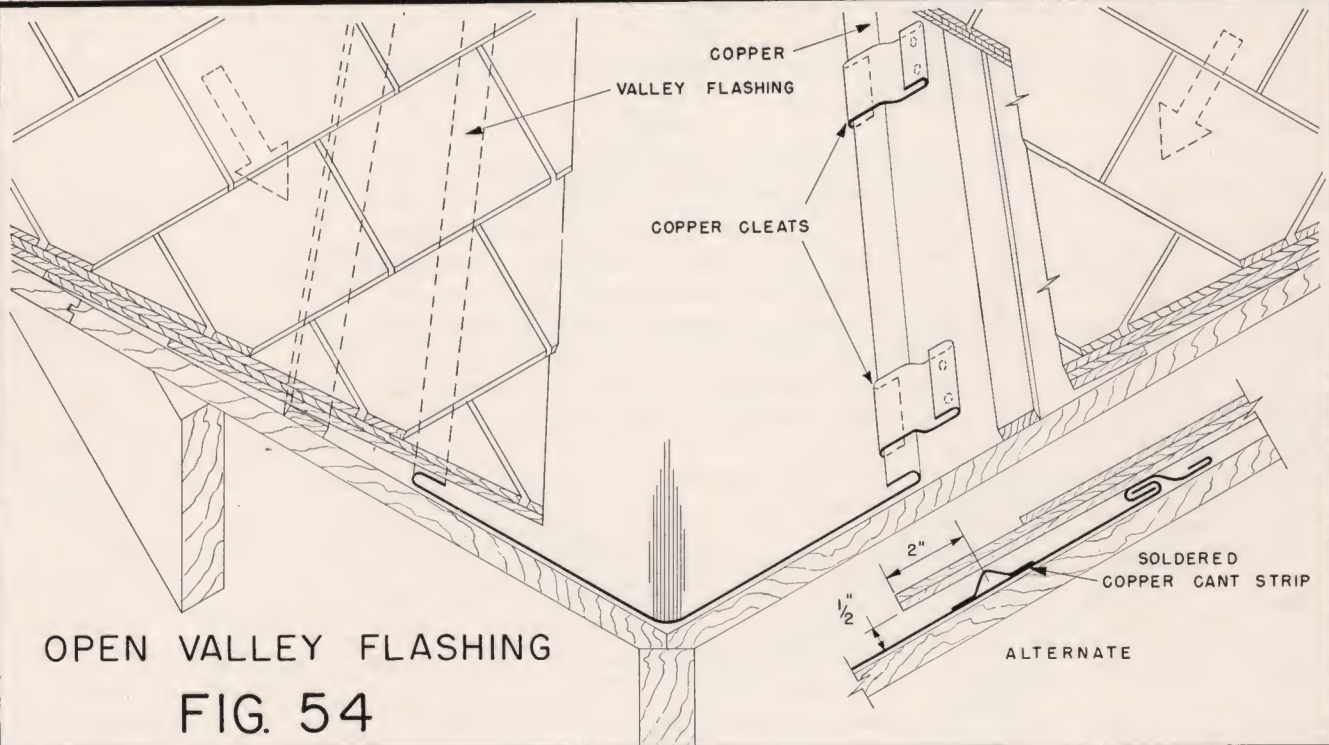 COPPER
VALLEY FLASHING
COPPER CLEATS
2"
1/2"
SOLDERED
COPPER CANT STRIP
ALTERNATE
OPEN VALLEY FLASHING
FIG. 54